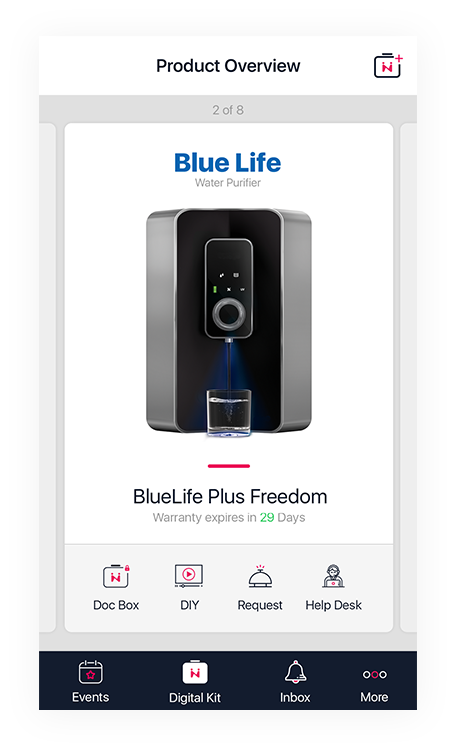 Product Overview
2 of 8
Blue Life
Water Purifier
BlueLife Plus Freedom
Warranty expires in 29 Days
Doc Box
DIY
Request
Help Desk
Events
Digital Kit
Inbox
More